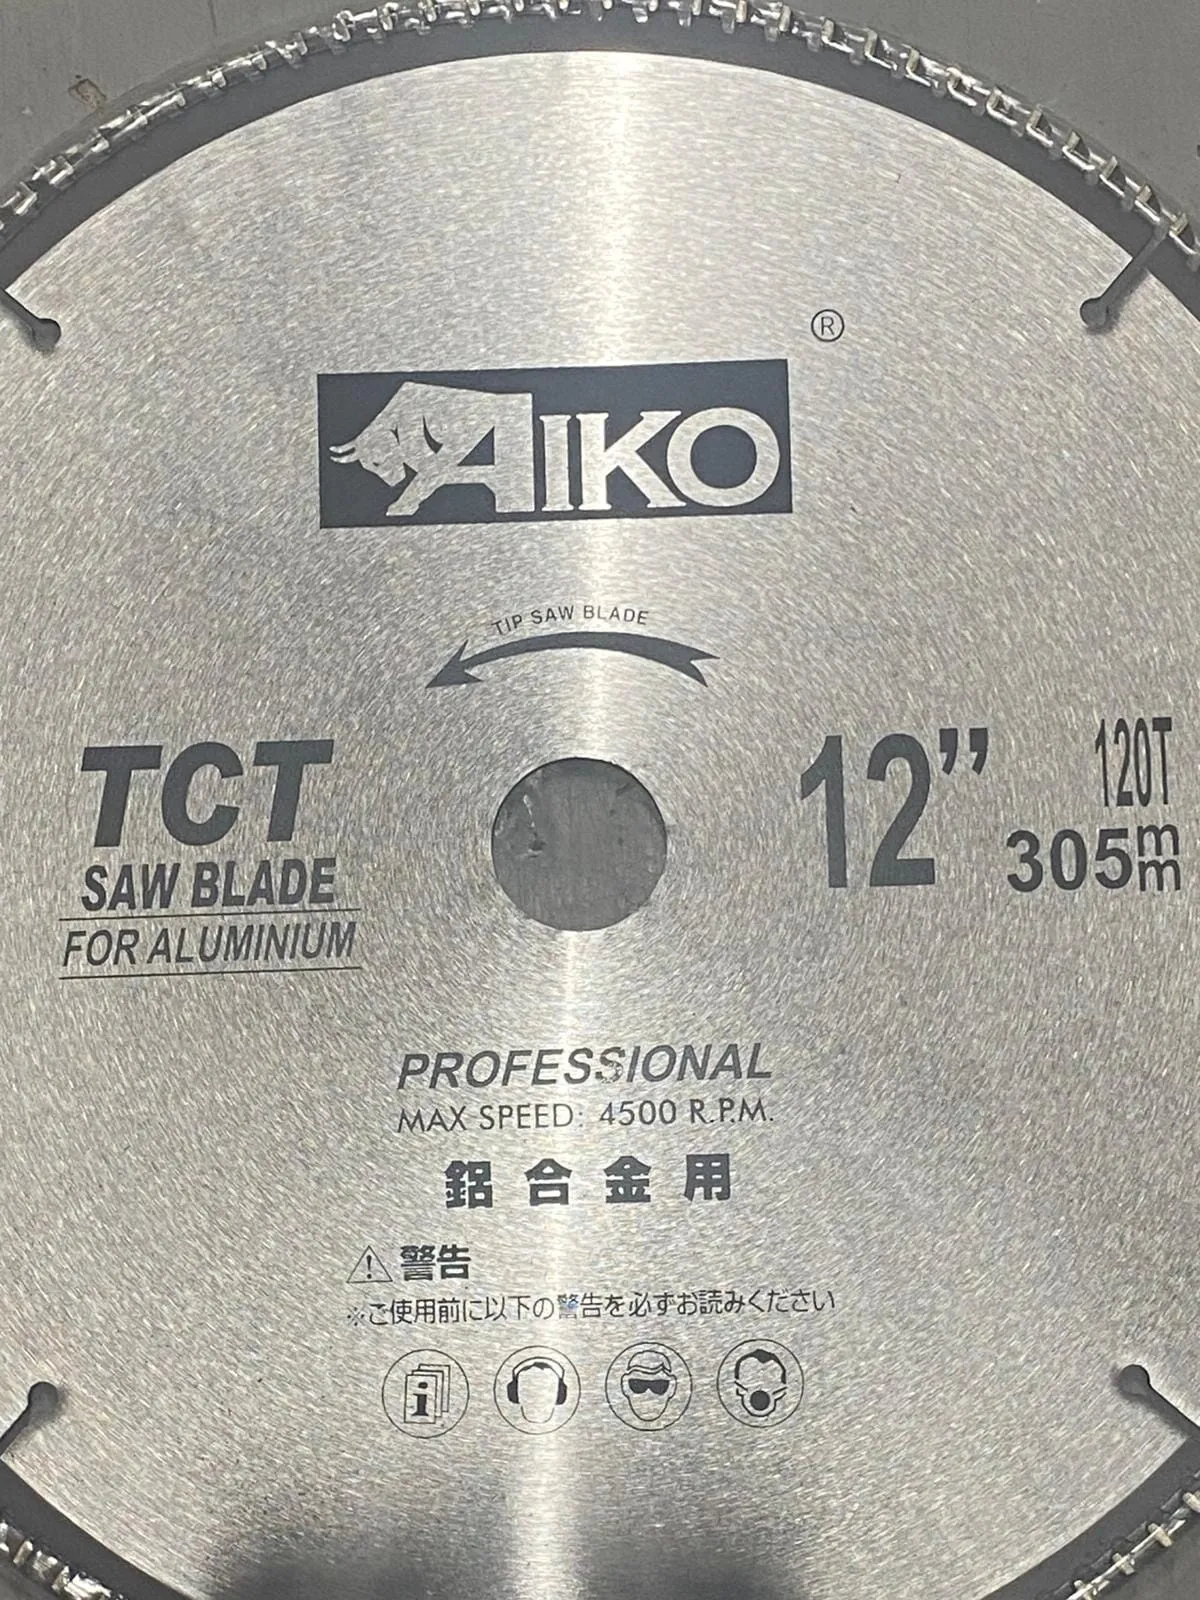 ®
AIKO
TIP SAW BLADE
TCT
SAW BLADE
FOR ALUMINIUM
12”
120T
305mm
PROFESSIONAL
MAX SPEED: 4500 R.P.M.
鋁合金用
警告
※ご使用前に以下の警告を必ずお読みください
i